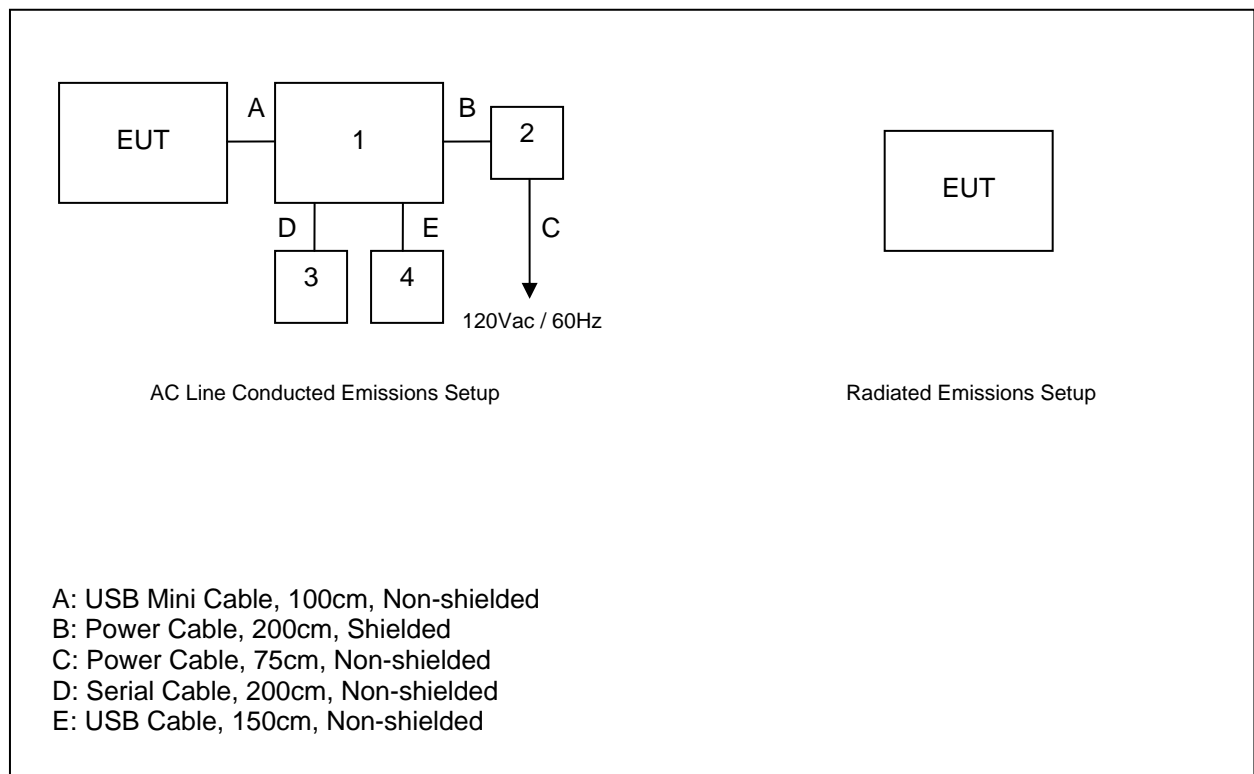 EUT
A
1
B
2
D
E
C
3
4
120Vac / 60Hz
AC Line Conducted Emissions Setup
EUT
Radiated Emissions Setup
A: USB Mini Cable, 100cm, Non-shielded
B: Power Cable, 200cm, Shielded
C: Power Cable, 75cm, Non-shielded
D: Serial Cable, 200cm, Non-shielded
E: USB Cable, 150cm, Non-shielded